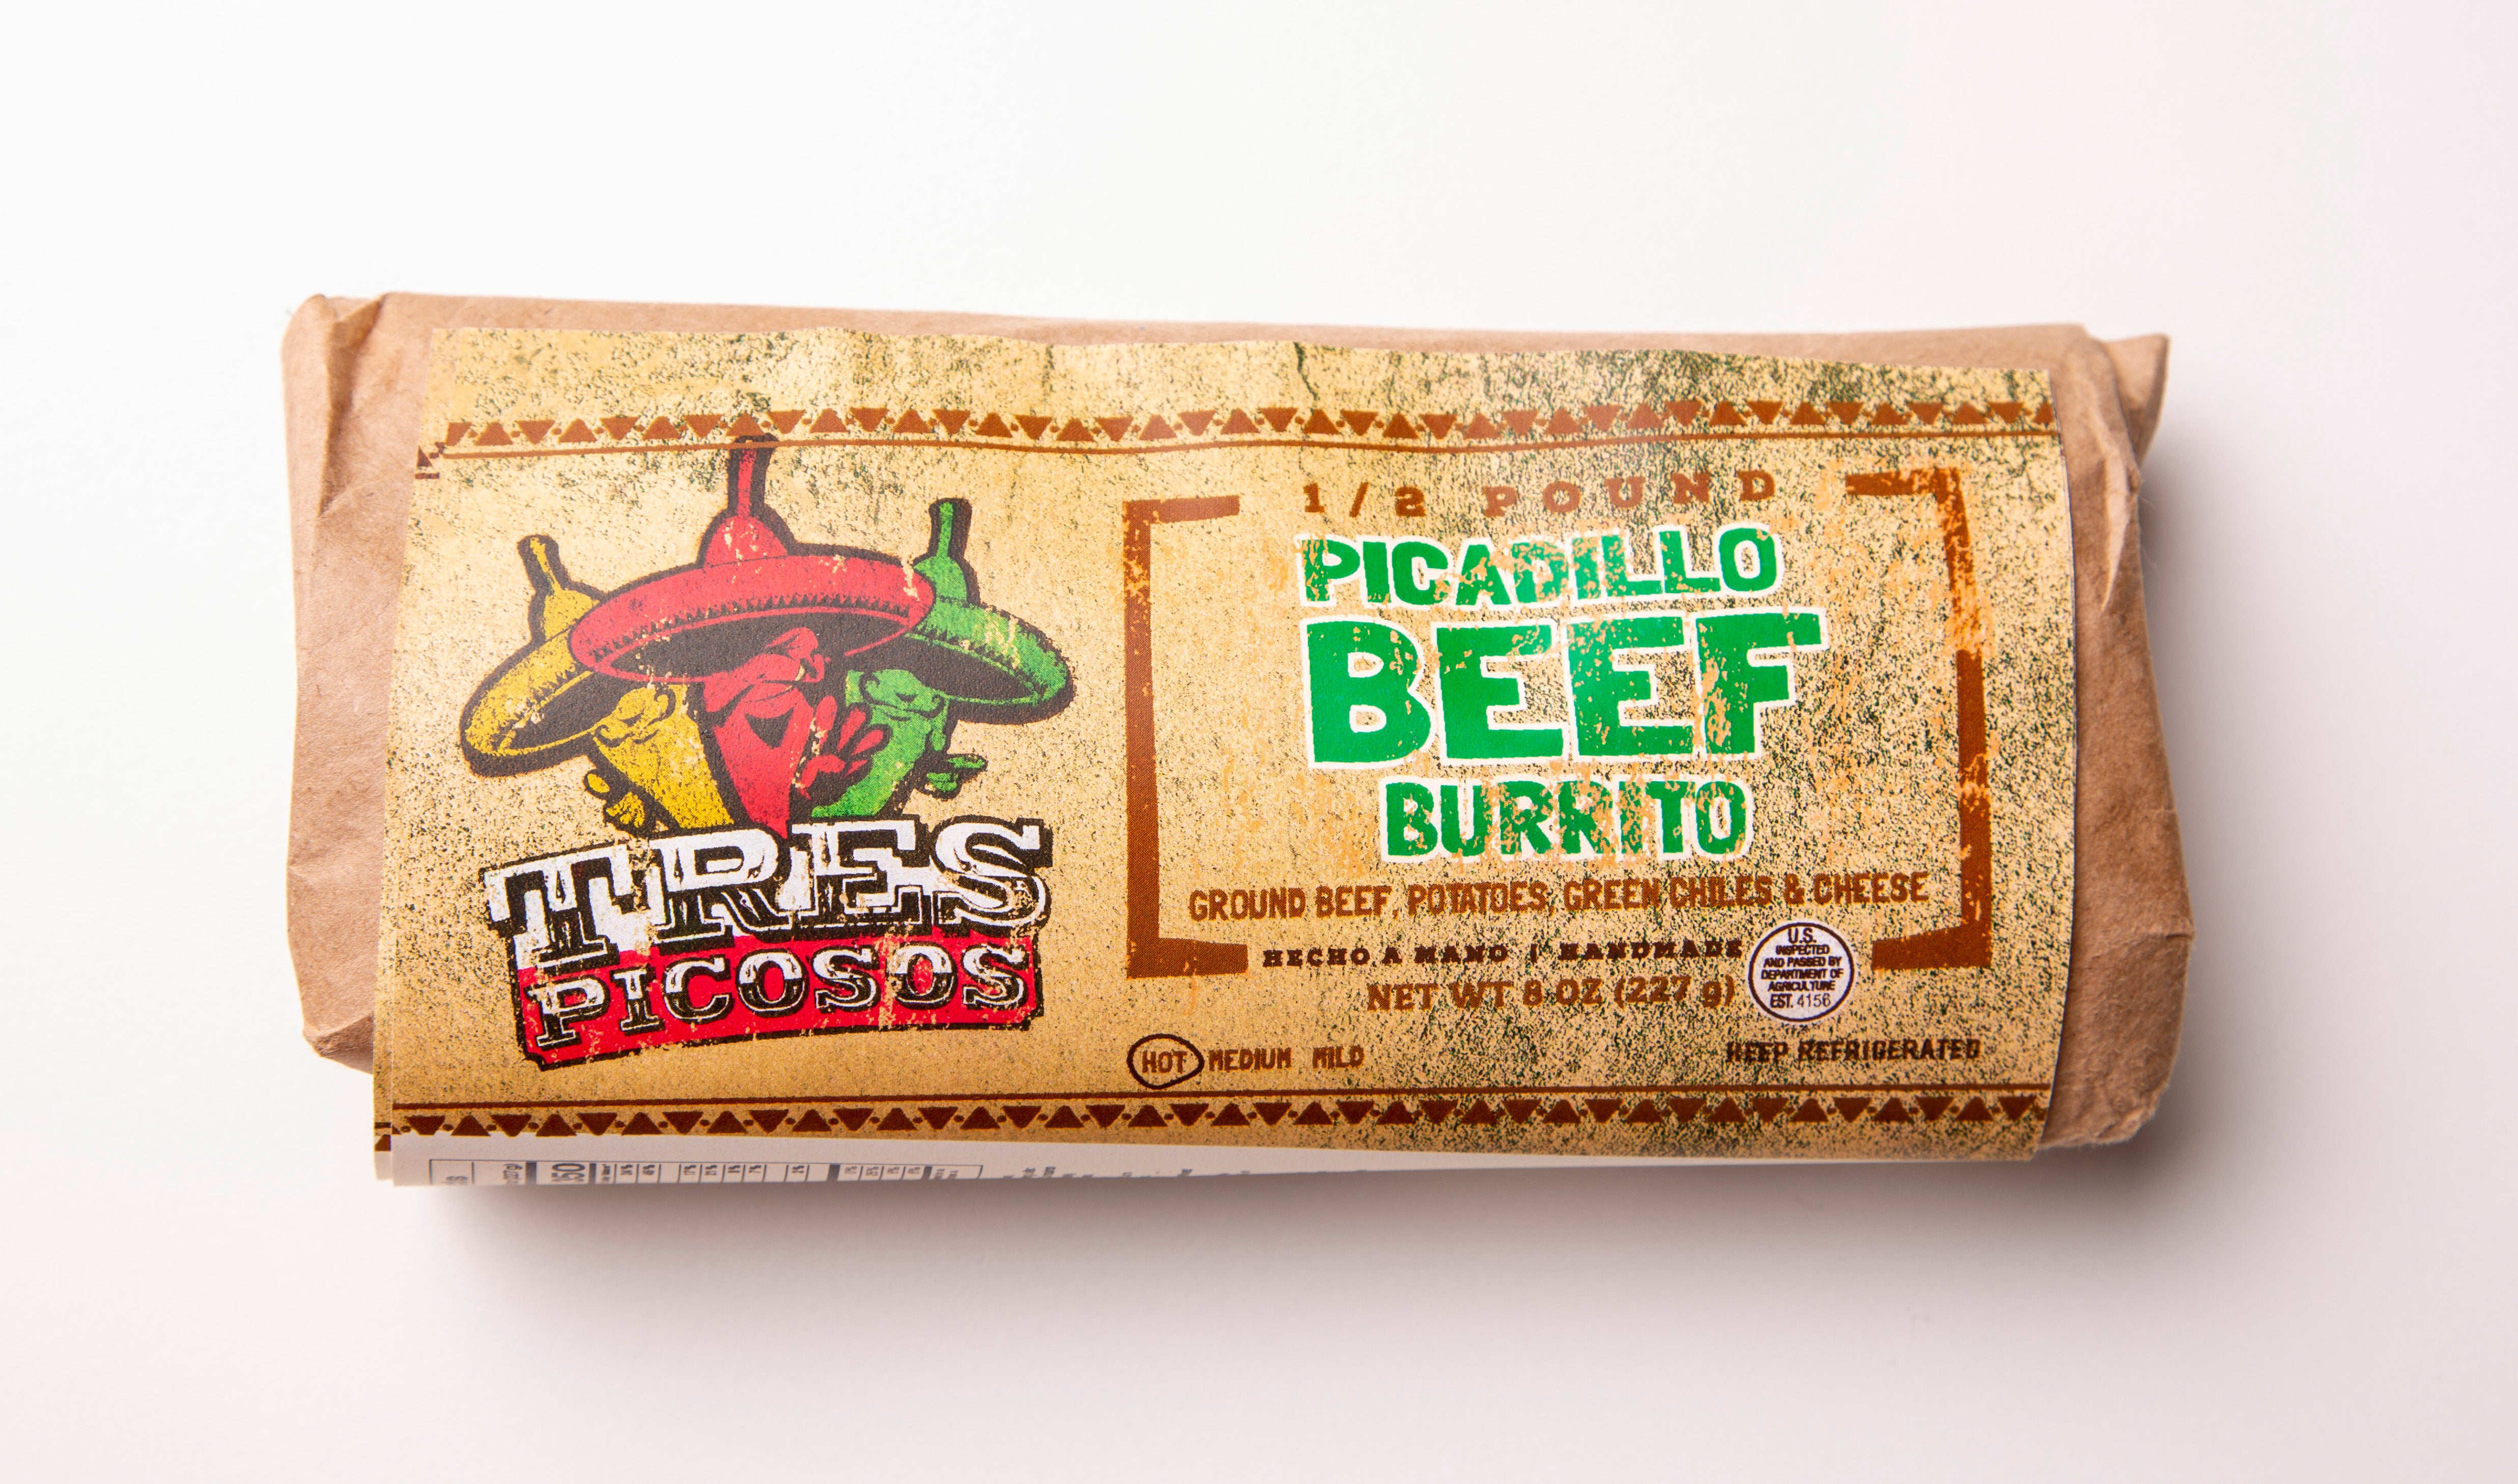 TRES
PICOSOS
1/2 POUND
PICADILLO
BEEF
BURRITO
GROUND BEEF, POTATOES, GREEN CHILES & CHEESE
HECHO A MANO | HANDMADE
NET WT 8 OZ (227 g)
U.S.
INSPECTED
AND PASSED BY
DEPARTMENT OF
AGRICULTURE
EST. 4156
HOT MEDIUM MILD
KEEP REFRIGERATED